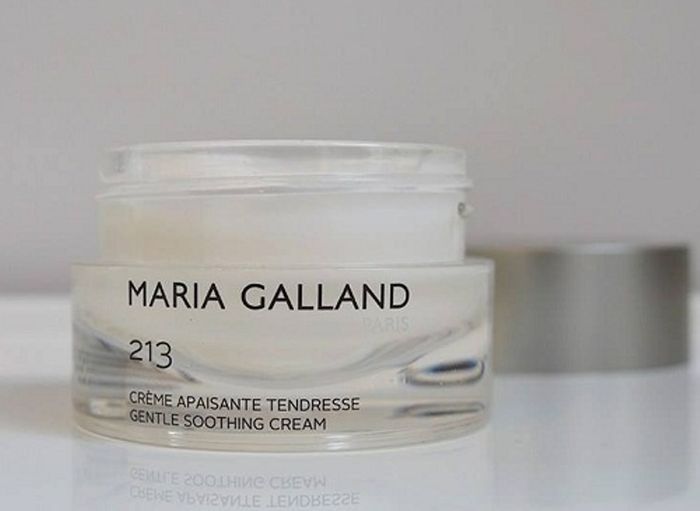 MARIA GALLAND
PARIS
213
CRÈME APAISANTE TENDRESSE
GENTLE SOOTHING CREAM